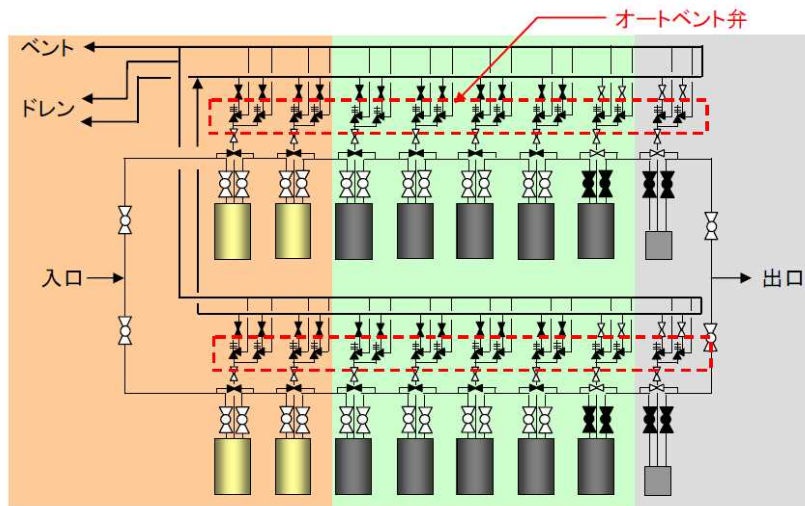 オートベント弁
ベント
ドレン
入口
出口